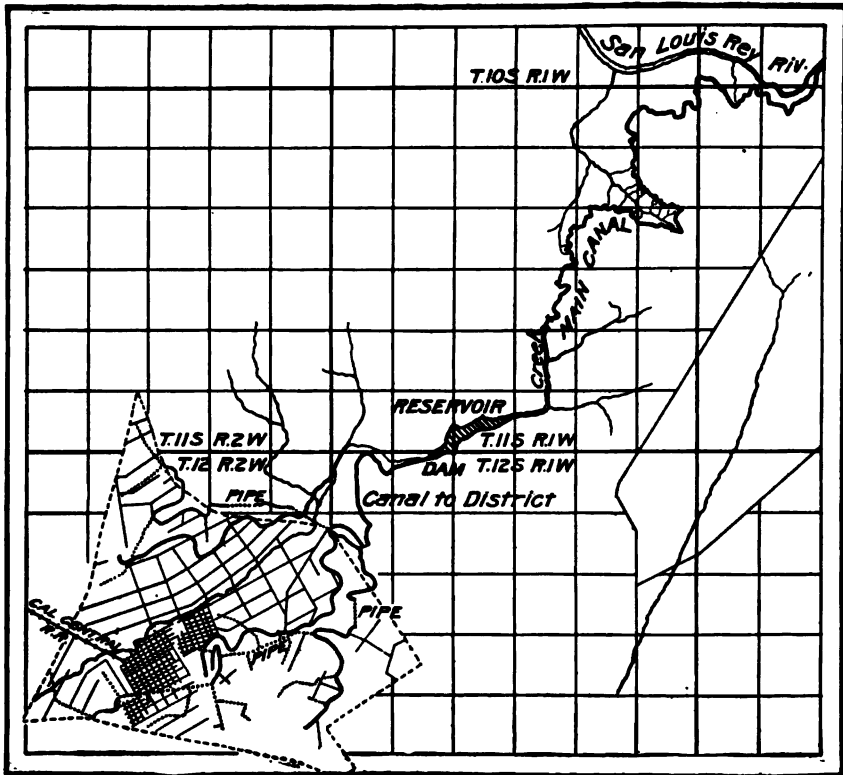 San Louis Rey Riv.
T.10S R.1W
MAIN CANAL
Creek
RESERVOIR
T.11S R.2W
T.11S R.1W
T.12 R.2W
DAM
T.12S R.1W
PIPE
Canal to District
CAL CENTRAL
R.R.
PIPE
PIPE